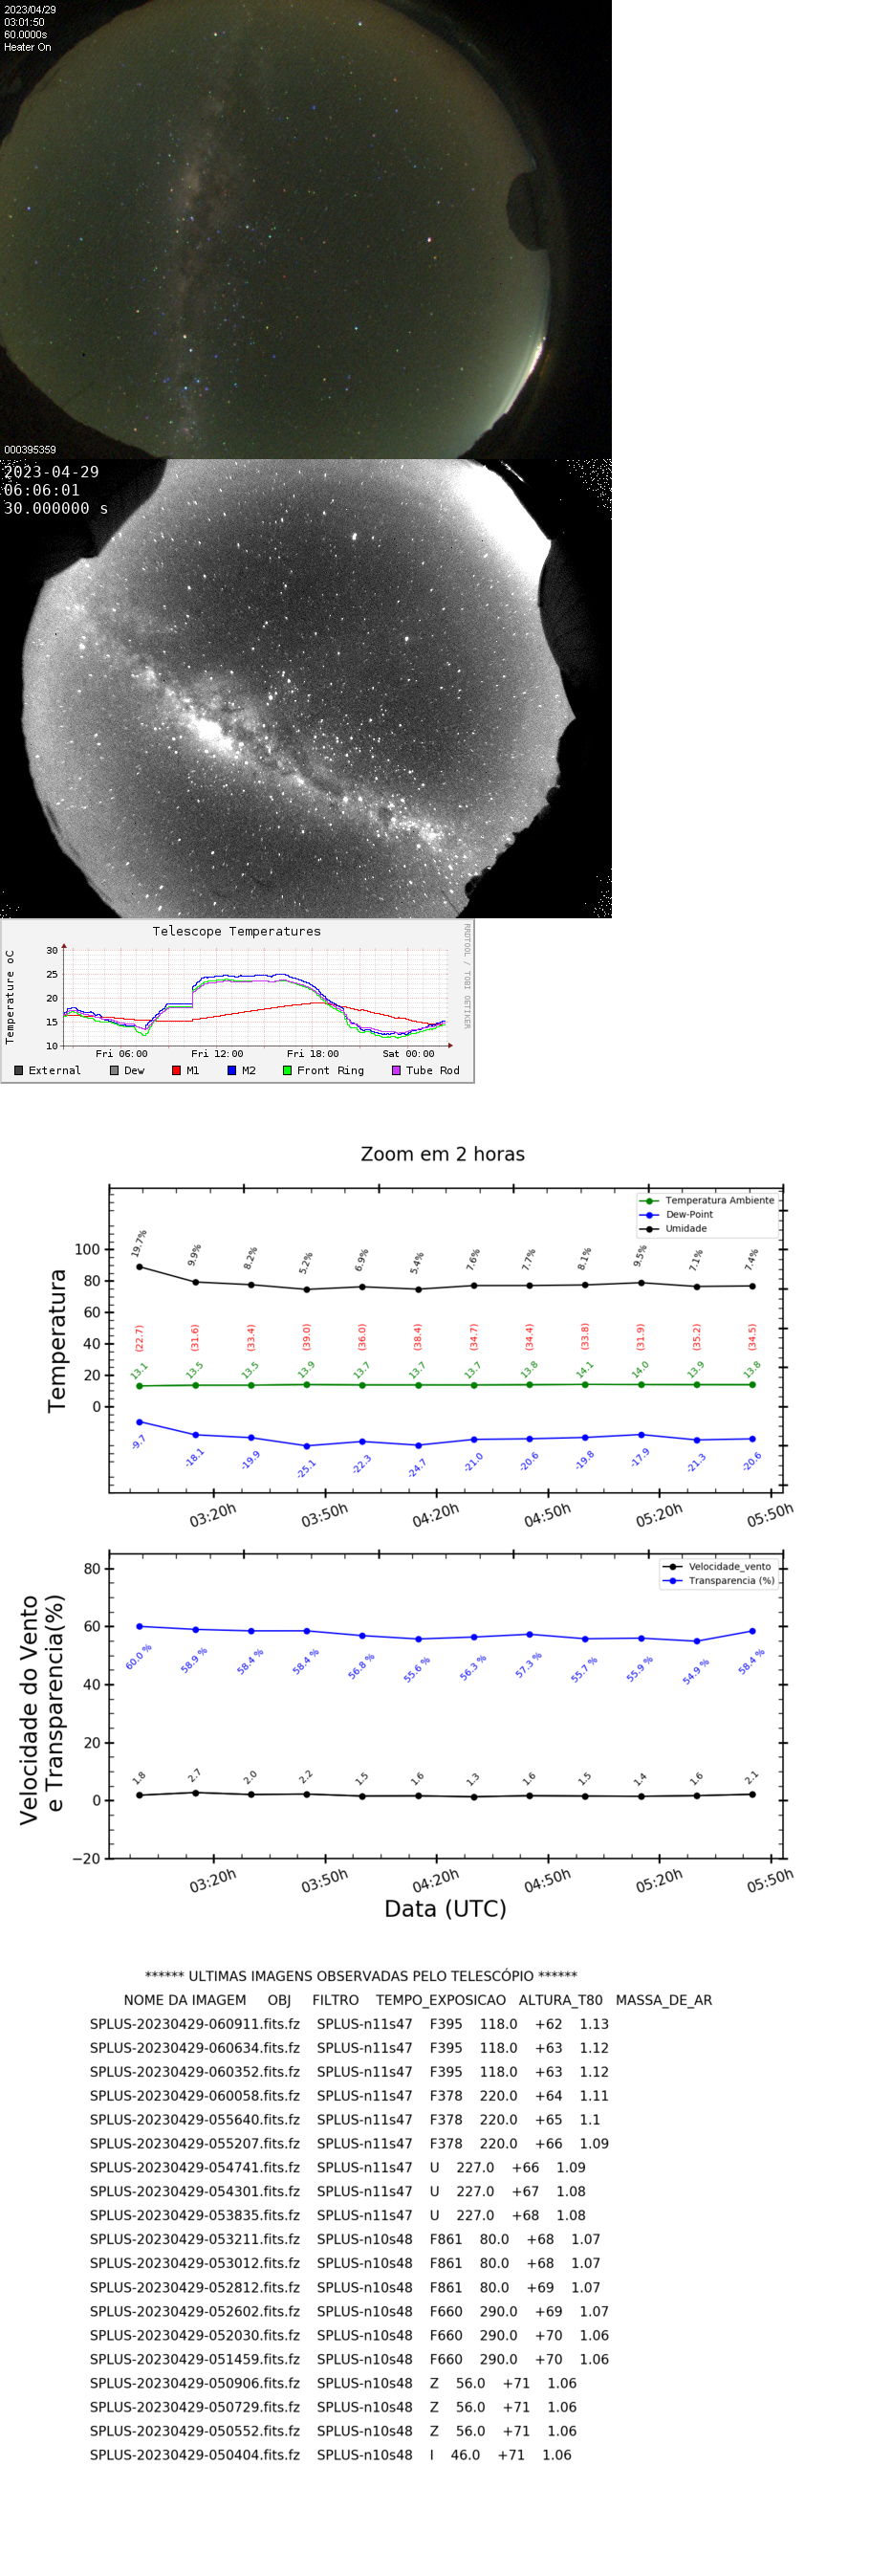 2023/04/29
03:01:50
60.0000s
Heater On
000395359
2023-04-29
06:06:01
30.000000 s
Telescope Temperatures
Temperature oC
30
25
20
15
10
Fri 06:00 Fri 12:00 Fri 18:00 Sat 00:00
External Dew M1 M2 Front Ring Tube Rod
RRDTOOL / TOBI OETIKER
Zoom em 2 horas
Temperatura
100
80
60
40
20
0
Temperatura Ambiente
Dew-Point
Umidade
19.7% 9.9% 8.2% 5.2% 6.9% 5.4% 7.6% 7.7% 8.1% 9.5% 7.1% 7.4%
(22.7) (31.6) (33.4) (39.0) (36.0) (38.4) (34.7) (34.4) (33.8) (31.9) (35.2) (34.5)
13.1 13.5 13.5 13.9 13.7 13.7 13.7 13.8 14.1 14.0 13.9 13.8
-9.7 -18.1 -19.9 -25.1 -22.3 -24.7 -21.0 -20.6 -19.8 -17.9 -21.3 -20.6
03:20h 03:50h 04:20h 04:50h 05:20h 05:50h
Velocidade do Vento
e Transparencia(%)
80
60
40
20
0
−20
Velocidade_vento
Transparencia (%)
60.0 % 58.9 % 58.4 % 58.4 % 56.8 % 55.6 % 56.3 % 57.3 % 55.7 % 55.9 % 54.9 % 58.4 %
1.8 2.7 2.0 2.2 1.5 1.6 1.3 1.6 1.5 1.4 1.6 2.1
03:20h 03:50h 04:20h 04:50h 05:20h 05:50h
Data (UTC)
****** ULTIMAS IMAGENS OBSERVADAS PELO TELESCÓPIO ******
NOME DA IMAGEM OBJ FILTRO TEMPO_EXPOSICAO ALTURA_T80 MASSA_DE_AR
SPLUS-20230429-060911.fits.fz SPLUS-n11s47 F395 118.0 +62 1.13
SPLUS-20230429-060634.fits.fz SPLUS-n11s47 F395 118.0 +63 1.12
SPLUS-20230429-060352.fits.fz SPLUS-n11s47 F395 118.0 +63 1.12
SPLUS-20230429-060058.fits.fz SPLUS-n11s47 F378 220.0 +64 1.11
SPLUS-20230429-055640.fits.fz SPLUS-n11s47 F378 220.0 +65 1.1
SPLUS-20230429-055207.fits.fz SPLUS-n11s47 F378 220.0 +66 1.09
SPLUS-20230429-054741.fits.fz SPLUS-n11s47 U 227.0 +66 1.09
SPLUS-20230429-054301.fits.fz SPLUS-n11s47 U 227.0 +67 1.08
SPLUS-20230429-053835.fits.fz SPLUS-n11s47 U 227.0 +68 1.08
SPLUS-20230429-053211.fits.fz SPLUS-n10s48 F861 80.0 +68 1.07
SPLUS-20230429-053012.fits.fz SPLUS-n10s48 F861 80.0 +68 1.07
SPLUS-20230429-052812.fits.fz SPLUS-n10s48 F861 80.0 +69 1.07
SPLUS-20230429-052602.fits.fz SPLUS-n10s48 F660 290.0 +69 1.07
SPLUS-20230429-052030.fits.fz SPLUS-n10s48 F660 290.0 +70 1.06
SPLUS-20230429-051459.fits.fz SPLUS-n10s48 F660 290.0 +70 1.06
SPLUS-20230429-050906.fits.fz SPLUS-n10s48 Z 56.0 +71 1.06
SPLUS-20230429-050729.fits.fz SPLUS-n10s48 Z 56.0 +71 1.06
SPLUS-20230429-050552.fits.fz SPLUS-n10s48 Z 56.0 +71 1.06
SPLUS-20230429-050404.fits.fz SPLUS-n10s48 I 46.0 +71 1.06